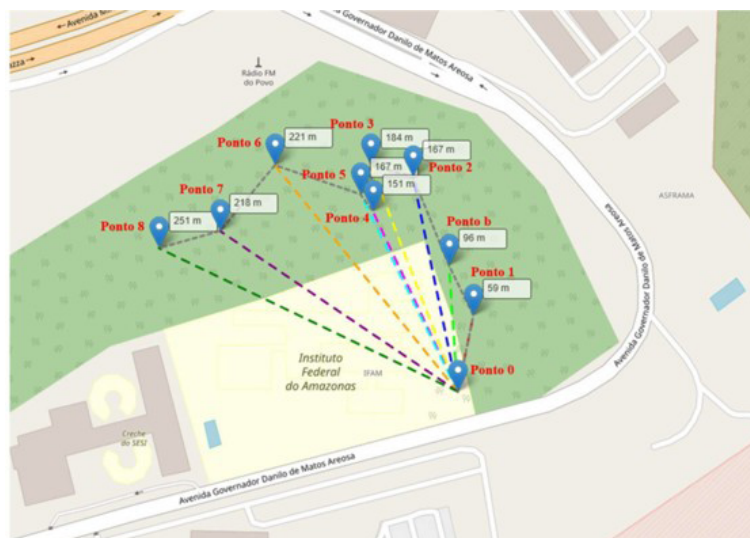 Avenida
azza
Avenida Governador Danilo de Matos Areosa
Rádio FM
do Povo
Ponto 6
221 m
Ponto 3
184 m
167 m
Ponto 2
Ponto 5
167 m
151 m
Ponto 7
218 m
Ponto 4
Ponto 8
251 m
Ponto b
96 m
Ponto 1
59 m
ASFRAMA
Avenida Governador Danilo de Matos Areosa
Ponto 0
Instituto
Federal
do Amazonas
IFAM
Creche
do SESI
Avenida Governador Danilo de Matos Areosa